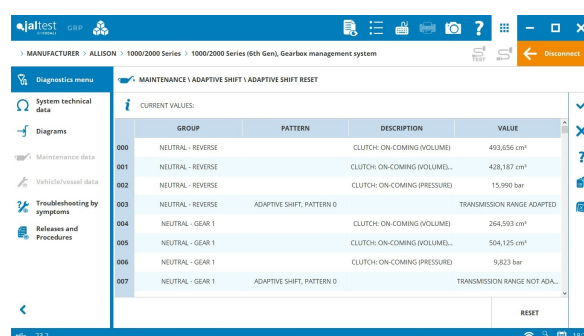 jaltest GRP
> MANUFACTURER > ALLISON > 1000/2000 Series > 1000/2000 Series (6th Gen), Gearbox management system
TEST
Disconnect
Diagnostics menu
MAINTENANCE \ ADAPTIVE SHIFT \ ADAPTIVE SHIFT RESET
System technical
data
Diagrams
Maintenance data
Vehicle/vessel data
Troubleshooting by
symptoms
Releases and
Procedures
CURRENT VALUES:
GROUP PATTERN DESCRIPTION VALUE
000 NEUTRAL - REVERSE CLUTCH: ON-COMING (VOLUME) 493,656 cm³
001 NEUTRAL - REVERSE CLUTCH: ON-COMING (VOLUME)... 428,187 cm³
002 NEUTRAL - REVERSE CLUTCH: ON-COMING (PRESSURE) 15,990 bar
003 NEUTRAL - REVERSE ADAPTIVE SHIFT, PATTERN 0 TRANSMISSION RANGE ADAPTED
004 NEUTRAL - GEAR 1 CLUTCH: ON-COMING (VOLUME) 264,593 cm³
005 NEUTRAL - GEAR 1 CLUTCH: ON-COMING (VOLUME)... 504,125 cm³
006 NEUTRAL - GEAR 1 CLUTCH: ON-COMING (PRESSURE) 9,823 bar
007 NEUTRAL - GEAR 1 ADAPTIVE SHIFT, PATTERN 0 TRANSMISSION RANGE NOT ADA...
RESET